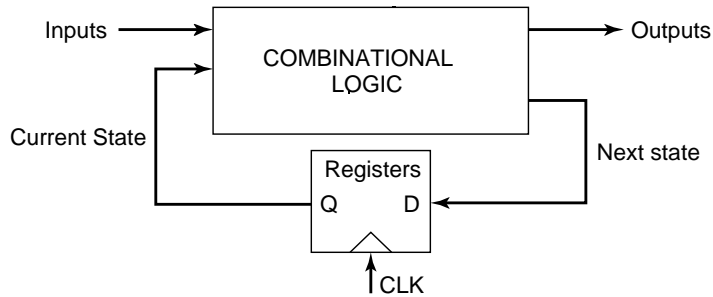 Inputs
Outputs
COMBINATIONAL
LOGIC
Current State
Next state
Registers
Q D
CLK